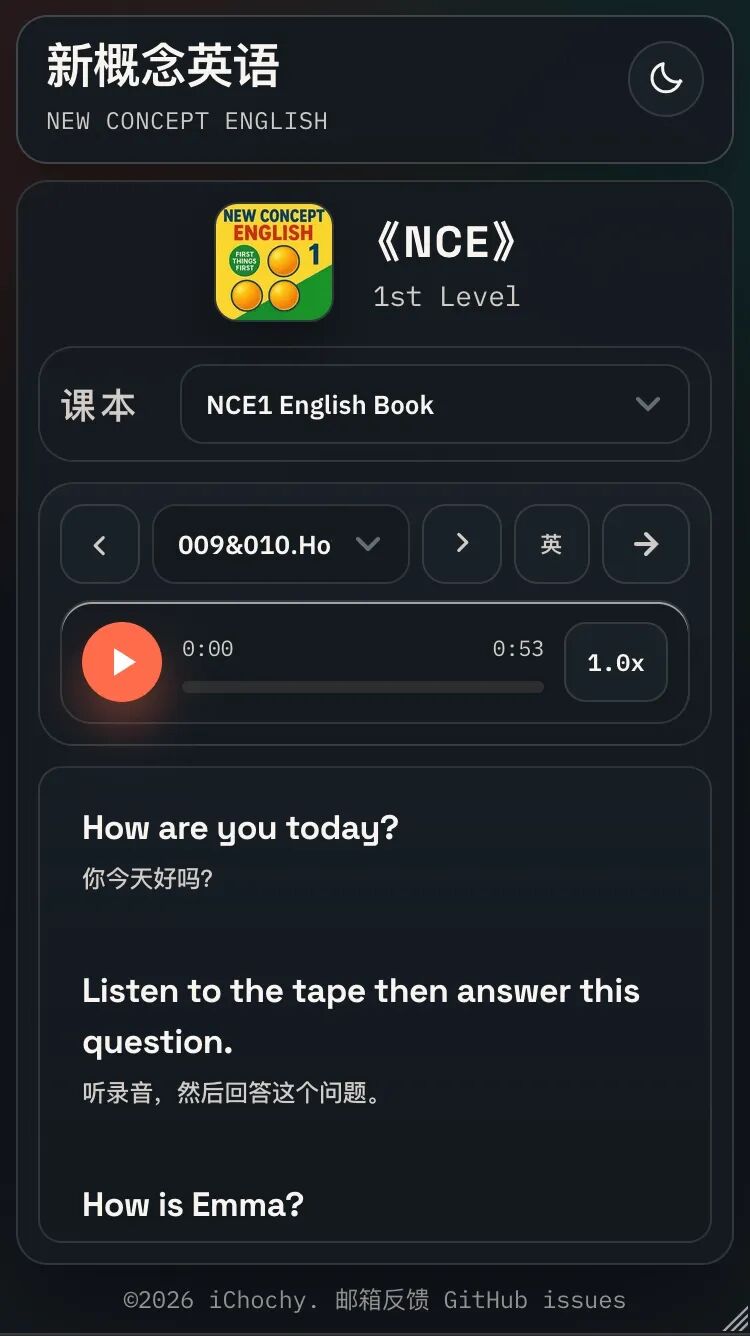 新概念英语
NEW CONCEPT ENGLISH
NEW CONCEPT
ENGLISH
FIRST
THINGS
FIRST
1
《NCE》
1st Level
课本
NCE1 English Book
009&010.Ho
英
0:00
0:53
1.0x
How are you today?
你今天好吗?
Listen to the tape then answer this
question.
听录音，然后回答这个问题。
How is Emma?
©2026 iChochy. 邮箱反馈 GitHub issues